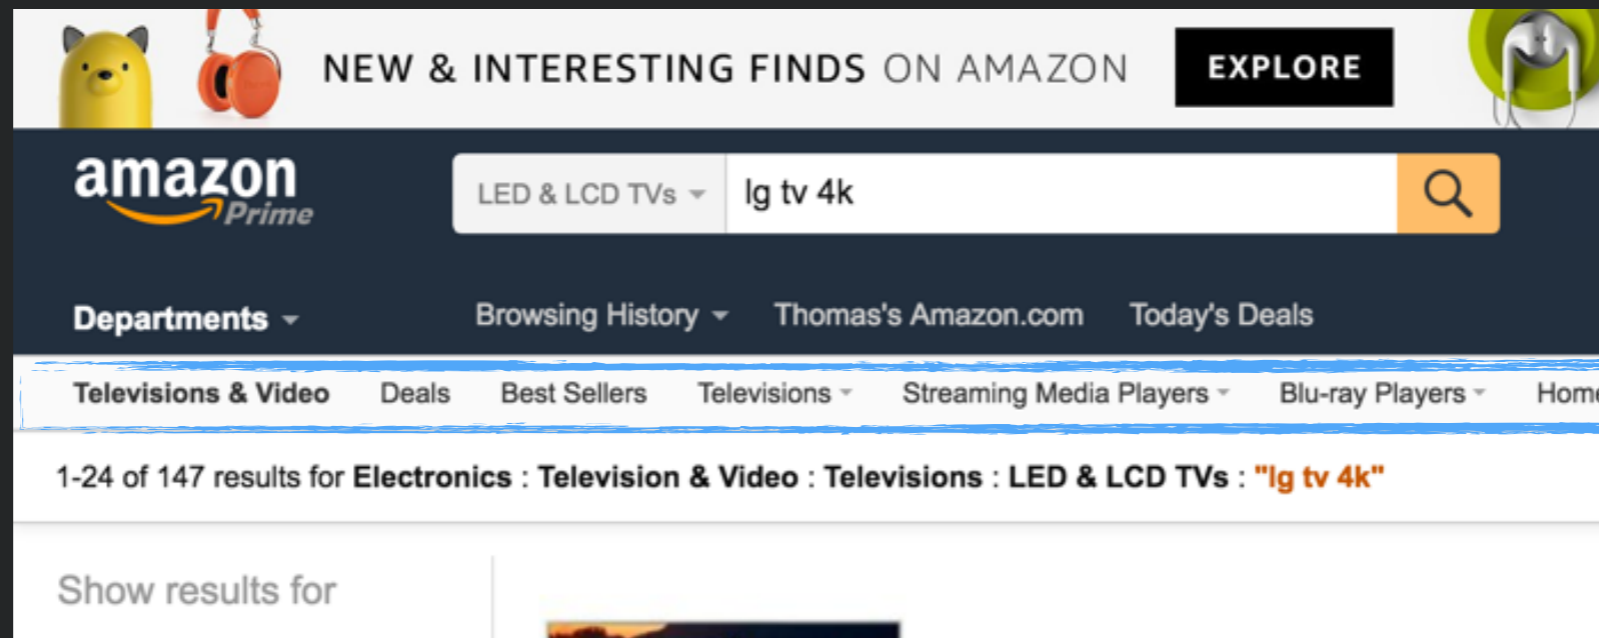 NEW & INTERESTING FINDS ON AMAZON EXPLORE
amazon
Prime
LED & LCD TVs lg tv 4k
Departments Browsing History Thomas's Amazon.com Today's Deals
Televisions & Video Deals Best Sellers Televisions Streaming Media Players Blu-ray Players Home
1-24 of 147 results for Electronics : Television & Video : Televisions : LED & LCD TVs : "lg tv 4k"
Show results for